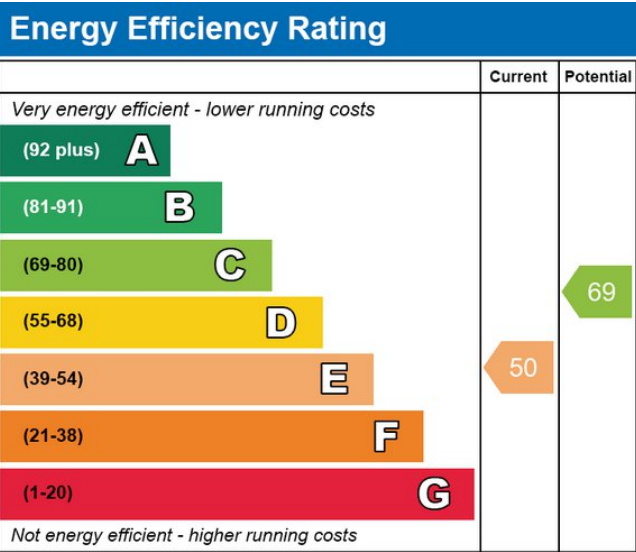 Energy Efficiency Rating
Current Potential
Very energy efficient - lower running costs
(92 plus) A
(81-91) B
(69-80) C
69
(55-68) D
(39-54) E
50
(21-38) F
(1-20) G
Not energy efficient - higher running costs